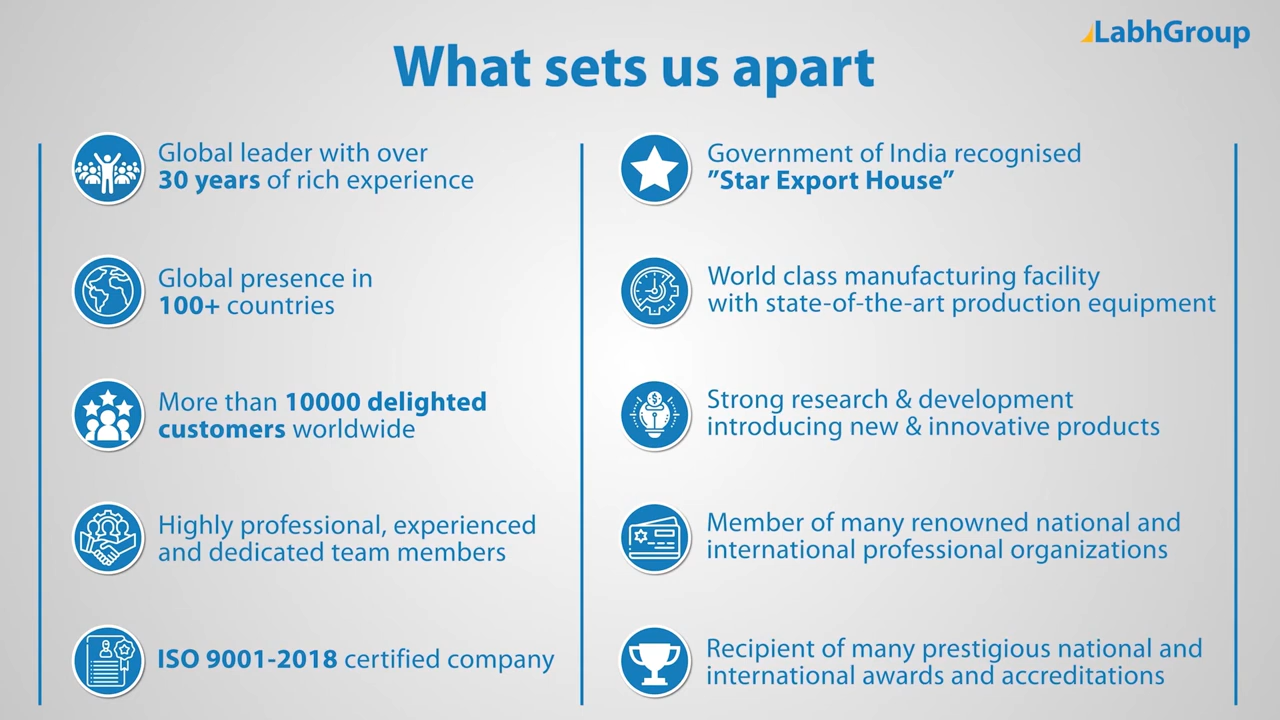 LabhGroup
What sets us apart
Global leader with over
30 years of rich experience
Global presence in
100+ countries
More than 10000 delighted
customers worldwide
Highly professional, experienced
and dedicated team members
ISO 9001-2018 certified company
Government of India recognised
”Star Export House”
World class manufacturing facility
with state-of-the-art production equipment
Strong research & development
introducing new & innovative products
Member of many renowned national and
international professional organizations
Recipient of many prestigious national and
international awards and accreditations